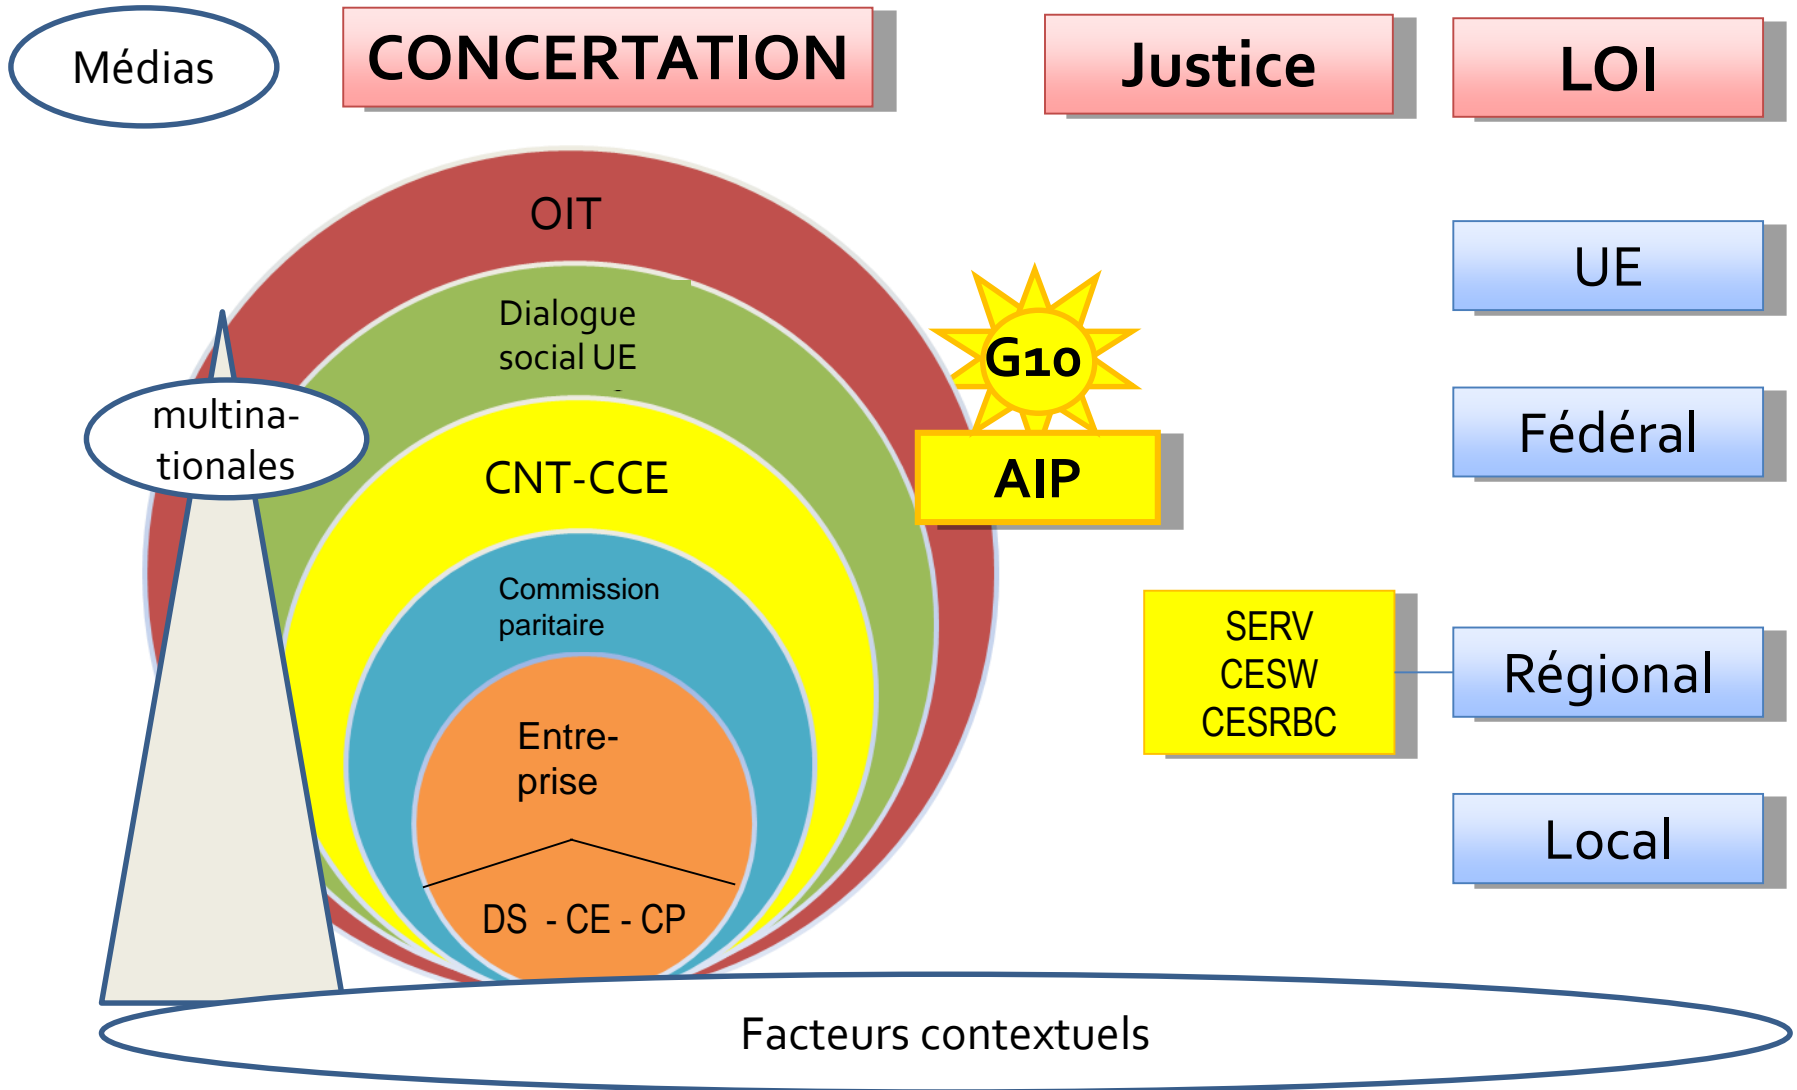 Médias
CONCERTATION
Justice
LOI
OIT
UE
Dialogue
social UE
G10
multina-
tionales
Fédéral
CNT-CCE
AIP
Commission
paritaire
SERV
CESW
CESRBC
Régional
Entre-
prise
Local
DS - CE - CP
Facteurs contextuels